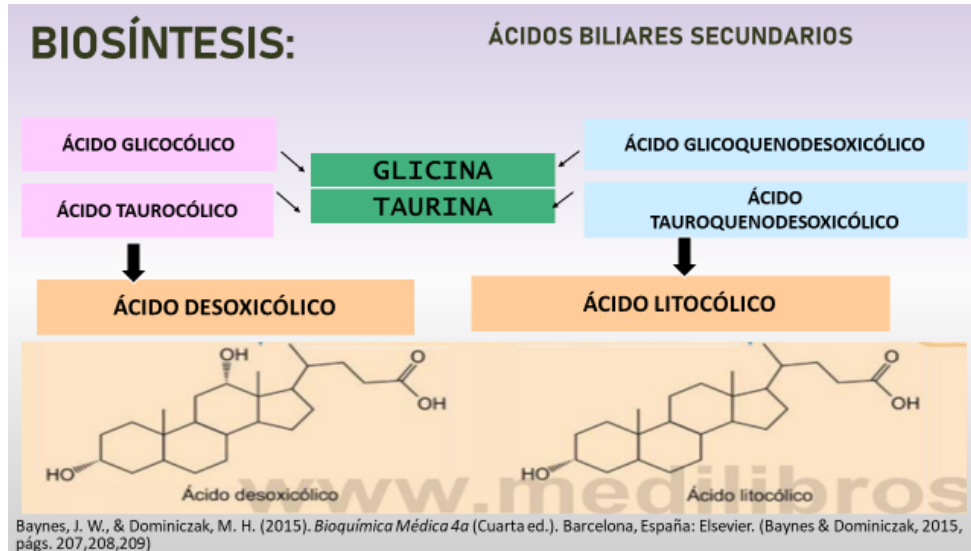 BIOSÍNTESIS:
ÁCIDOS BILIARES SECUNDARIOS
ÁCIDO GLICOCÓLICO
GLICINA
ÁCIDO GLICOQUENODESOXICÓLICO
ÁCIDO TAUROCÓLICO
TAURINA
ÁCIDO
TAUROQUENODESOXICÓLICO
ÁCIDO DESOXICÓLICO
ÁCIDO LITOCÓLICO
OH
O
OH
HO
Ácido desoxicólico
O
OH
HO
Ácido litocólico
www.medilibros
Baynes, J. W., & Dominiczak, M. H. (2015). Bioquímica Médica 4a (Cuarta ed.). Barcelona, España: Elsevier. (Baynes & Dominiczak, 2015,
págs. 207,208,209)